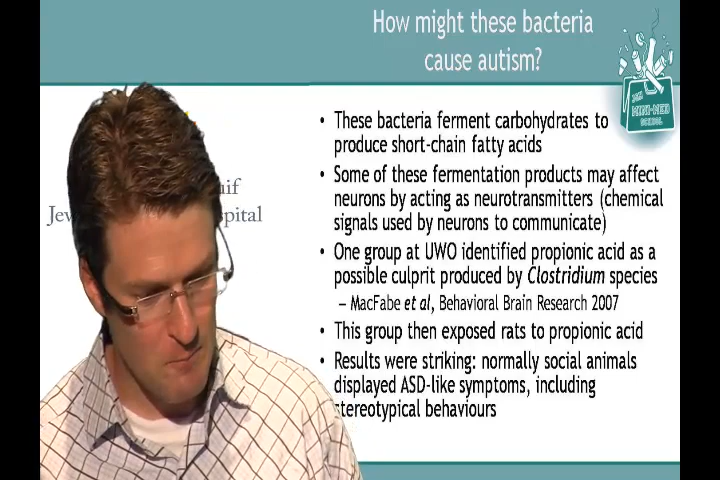 How might these bacteria
cause autism?
THE
MINI-MED
SCHOOL
• These bacteria ferment carbohydrates to
produce short-chain fatty acids
• Some of these fermentation products may affect
neurons by acting as neurotransmitters (chemical
signals used by neurons to communicate)
• One group at UWO identified propionic acid as a
possible culprit produced by Clostridium species
– MacFabe et al, Behavioral Brain Research 2007
• This group then exposed rats to propionic acid
• Results were striking: normally social animals
displayed ASD-like symptoms, including
stereotypical behaviours